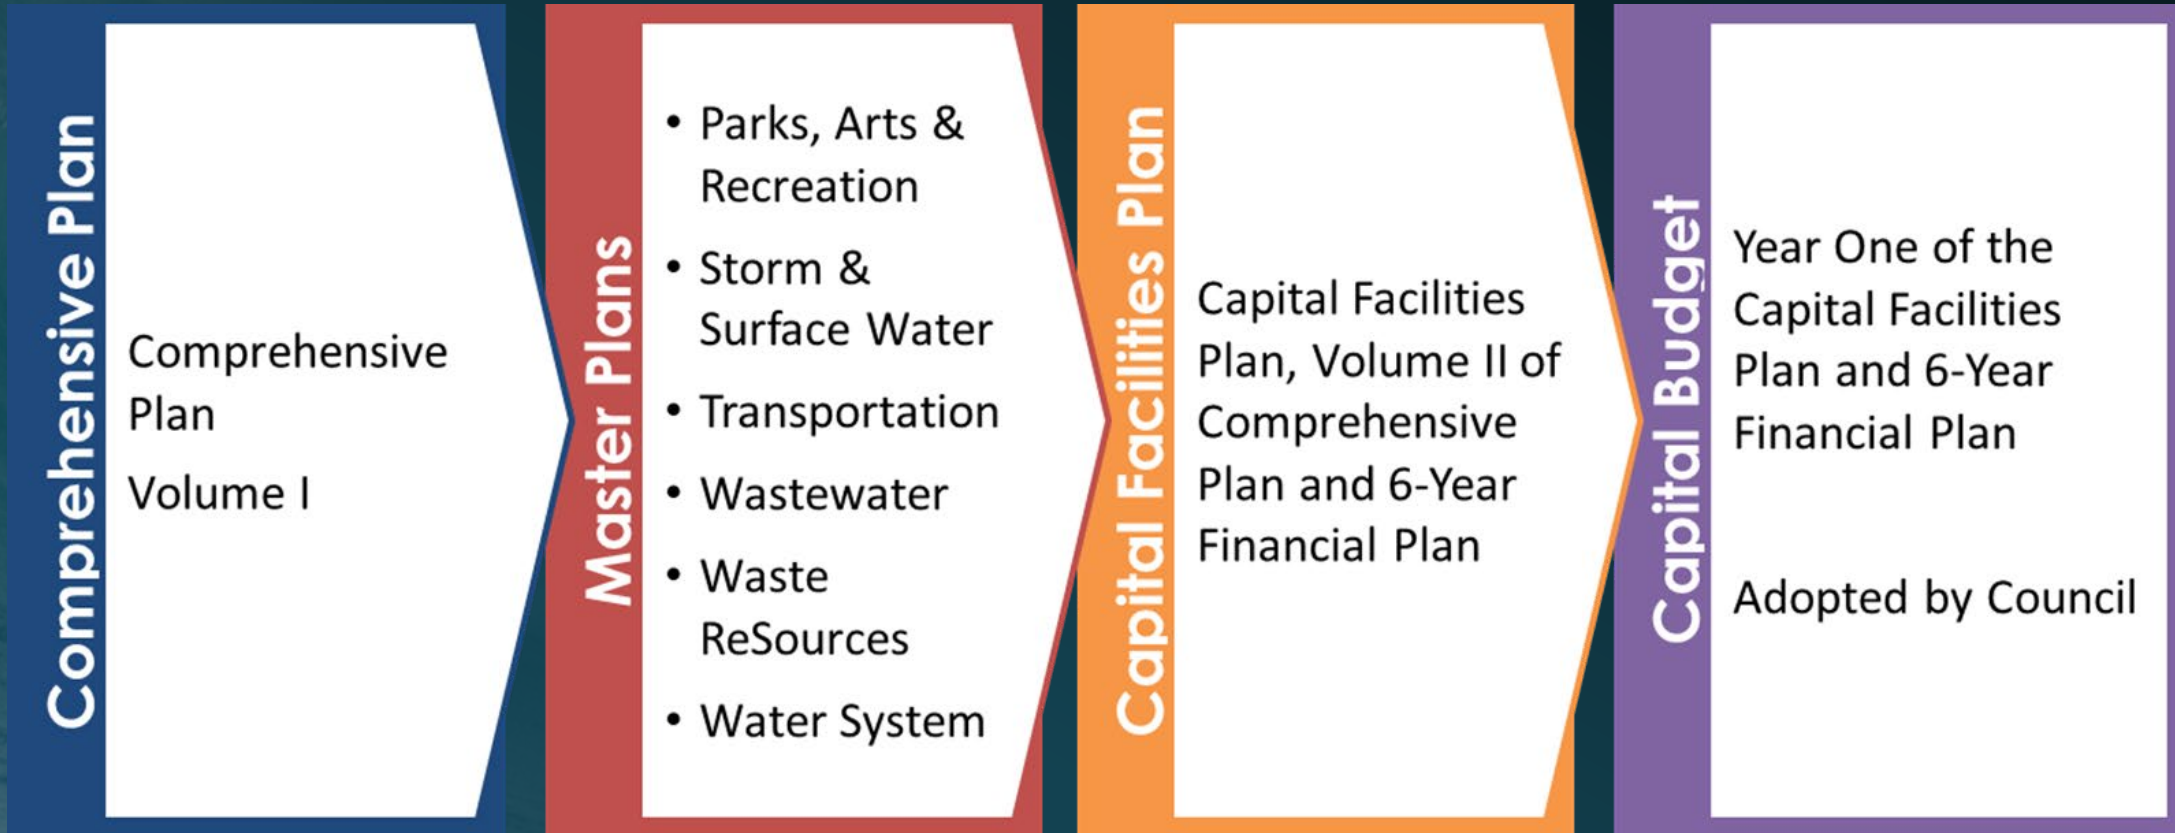 Comprehensive Plan
Comprehensive
Plan
Volume I
Master Plans
• Parks, Arts &
Recreation
• Storm &
Surface Water
• Transportation
• Wastewater
• Waste
ReSources
• Water System
Capital Facilities Plan
Capital Facilities
Plan, Volume II of
Comprehensive
Plan and 6-Year
Financial Plan
Capital Budget
Year One of the
Capital Facilities
Plan and 6-Year
Financial Plan
Adopted by Council